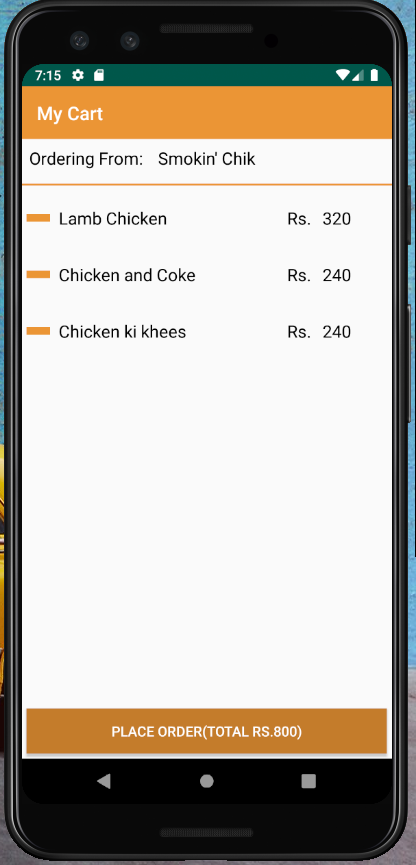 7:15
My Cart
Ordering From: Smokin' Chik
Lamb Chicken Rs. 320
Chicken and Coke Rs. 240
Chicken ki khees Rs. 240
PLACE ORDER(TOTAL RS.800)